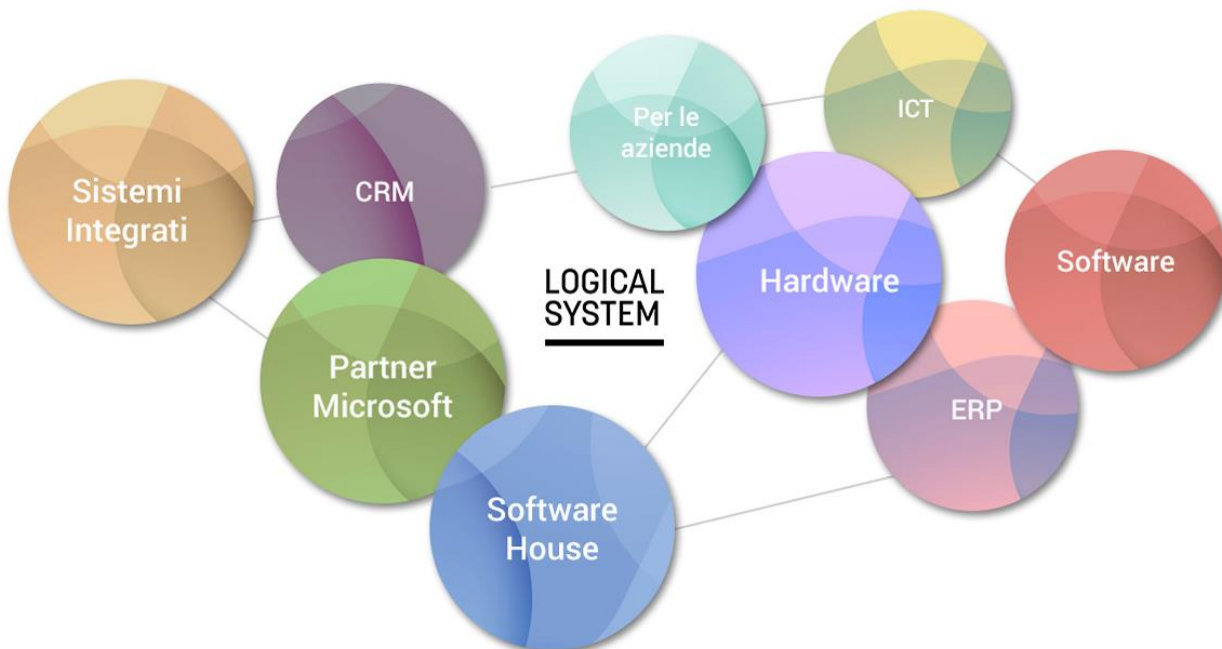 Sistemi
Integrati
CRM
Per le
aziende
ICT
Hardware
Software
LOGICAL
SYSTEM
Partner
Microsoft
ERP
Software
House